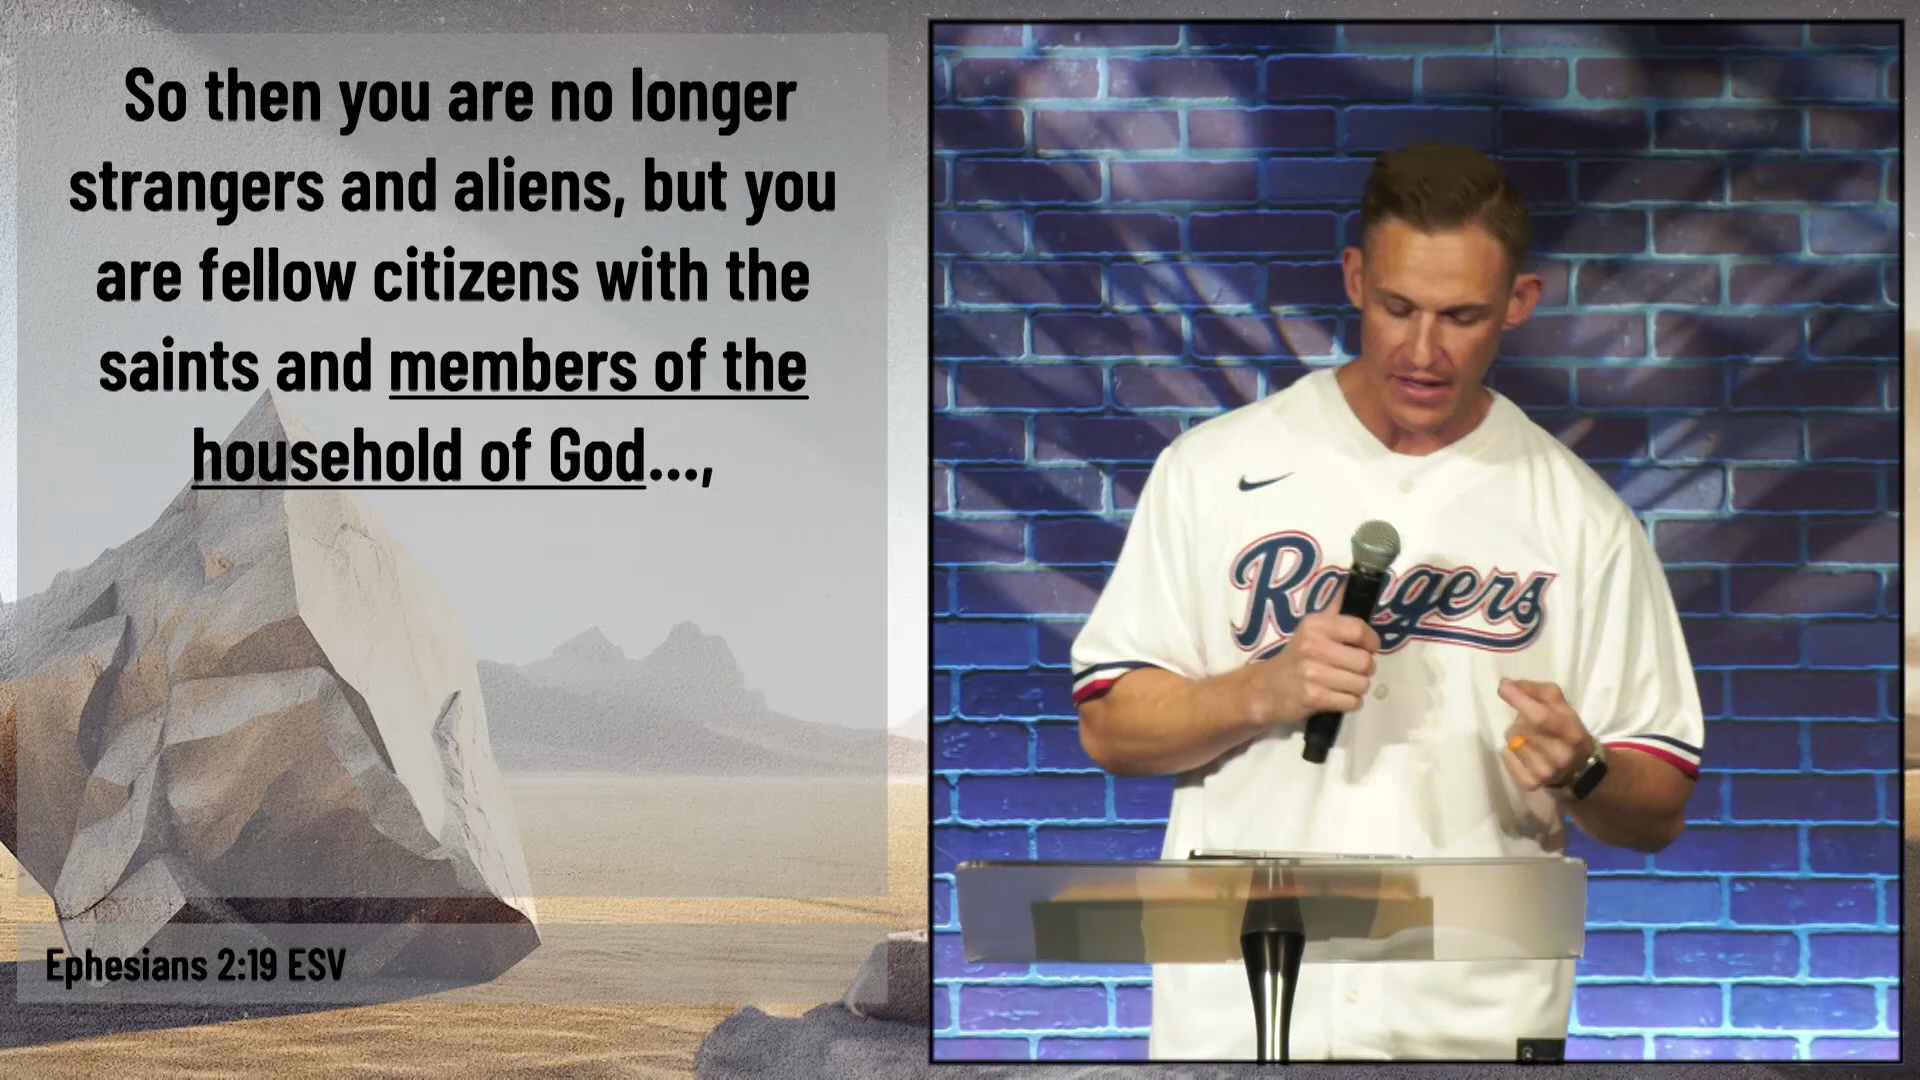 So then you are no longer
strangers and aliens, but you
are fellow citizens with the
saints and members of the
household of God...,
Ephesians 2:19 ESV
Rangers